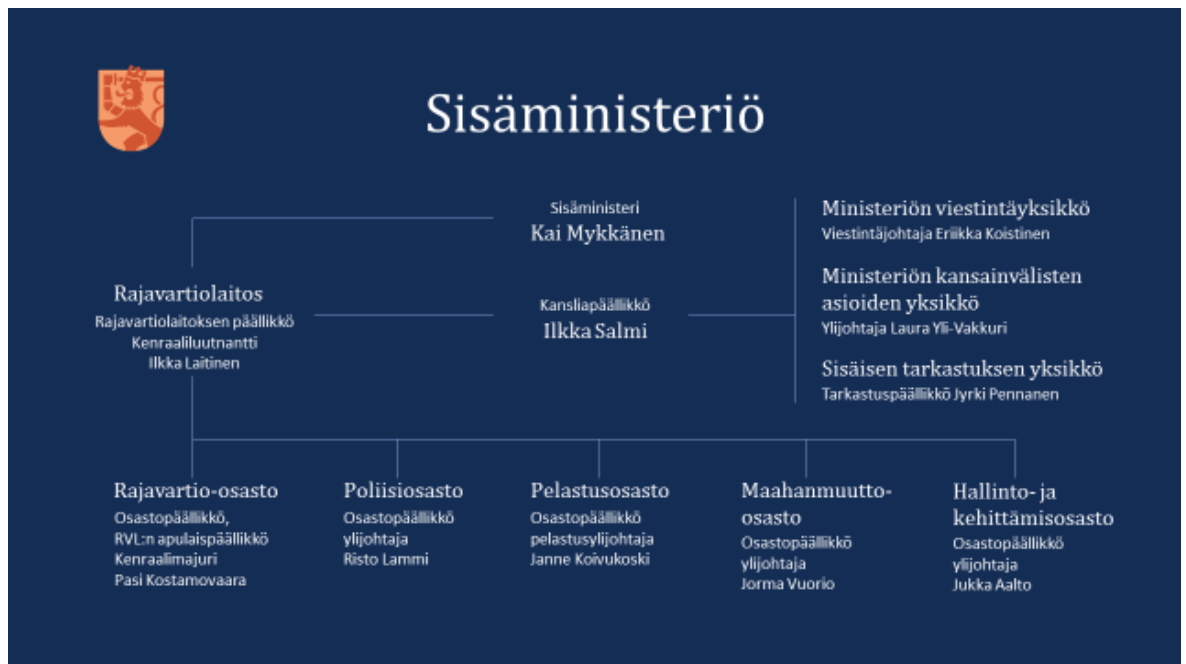 Sisäministeriö
Sisäministeri
Kai Mykkänen
Kansliapäällikkö
Ilkka Salmi
Ministeriön viestintäyksikkö
Viestintäjohtaja Eriikka Koistinen
Ministeriön kansainvälisten
asioiden yksikkö
Ylijohtaja Laura Yli-Vakkuri
Sisäisen tarkastuksen yksikkö
Tarkastuspäällikkö Jyrki Pennanen
Rajavartiolaitos
Rajavartiolaitoksen päällikkö
Kenraaliluutnantti
Ilkka Laitinen
Rajavartio-osasto
Osastopäällikkö,
RVL:n apulaispäällikkö
Kenraalimajuri
Pasi Kostamovaara
Poliisiosasto
Osastopäällikkö
ylijohtaja
Risto Lammi
Pelastusosasto
Osastopäällikkö
pelastusylijohtaja
Janne Koivukoski
Maahanmuutto-
osasto
Osastopäällikkö
ylijohtaja
Jorma Vuorio
Hallinto- ja
kehittämisosasto
Osastopäällikkö
ylijohtaja
Jukka Aalto